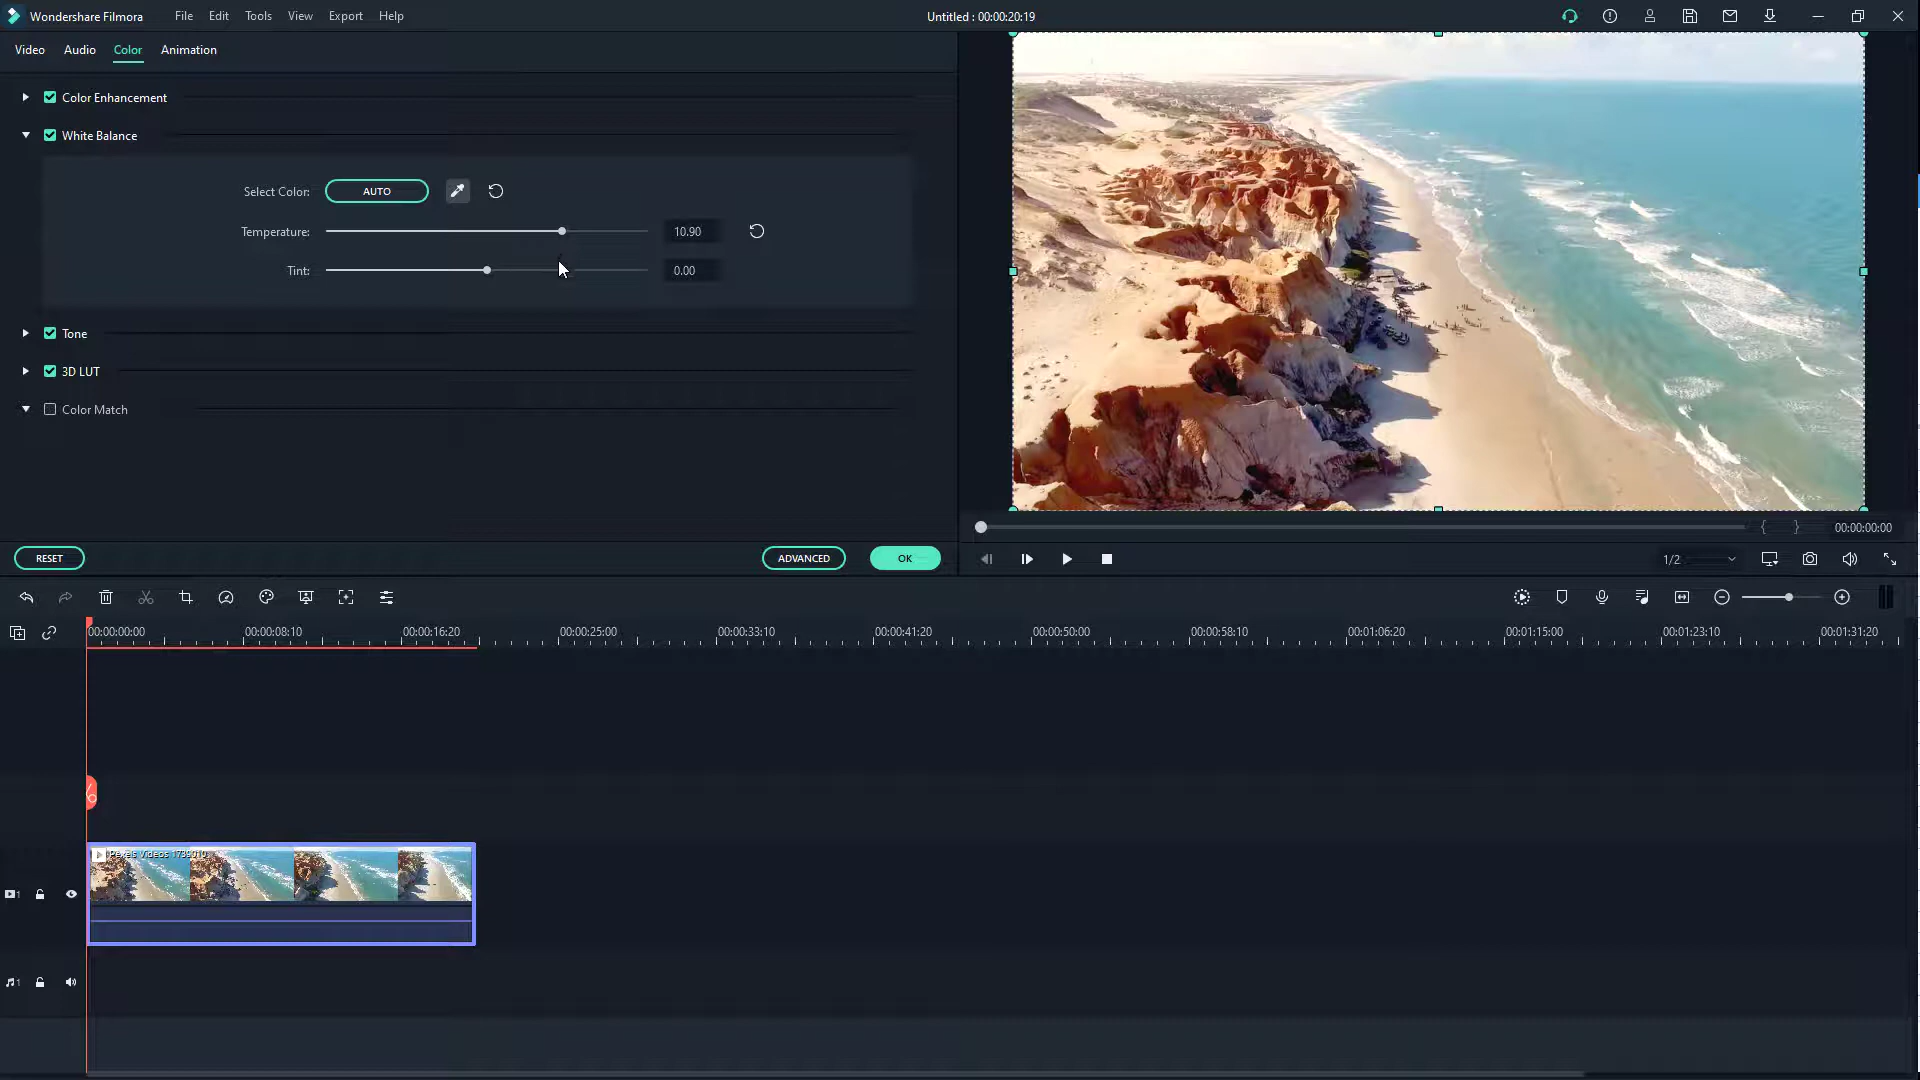 Wondershare Filmora File Edit Tools View Export Help Untitled : 00:00:20:19
Video Audio Color Animation
Color Enhancement
White Balance
Select Color: AUTO
Temperature: 10.90
Tint: 0.00
Tone
3D LUT
Color Match
{ } 00:00:00:00
RESET ADVANCED OK 1/2
00:00:00:00 00:00:08:10 00:00:16:20 00:00:25:00 00:00:33:10 00:00:41:20 00:00:50:00 00:00:58:10 00:01:06:20 00:01:15:00 00:01:23:10 00:01:31:20
Pexels Videos
1
1